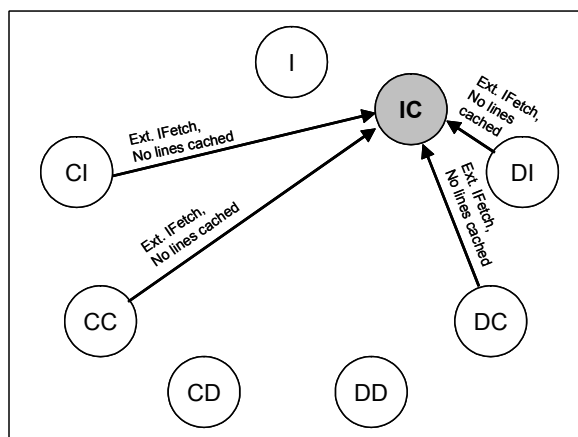 I
IC
Ext. IFetch,
No lines
cached
DI
Ext. IFetch,
No lines cached
CI
Ext. IFetch,
No lines cached
Ext. IFetch,
No lines cached
CC
DC
CD
DD